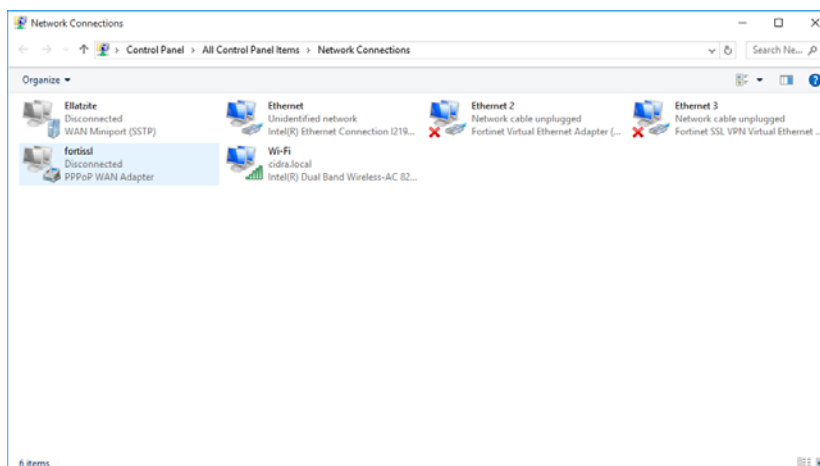 Network Connections
Control Panel > All Control Panel Items > Network Connections
Search Ne...
Organize
Ellatzite
Disconnected
WAN Miniport (SSTP)
Ethernet
Unidentified network
Intel(R) Ethernet Connection I219...
Ethernet 2
Network cable unplugged
Fortinet Virtual Ethernet Adapter (...
Ethernet 3
Network cable unplugged
Fortinet SSL VPN Virtual Ethernet ...
fortissl
Disconnected
PPPoP WAN Adapter
Wi-Fi
cidra.local
Intel(R) Dual Band Wireless-AC 82...
6 items